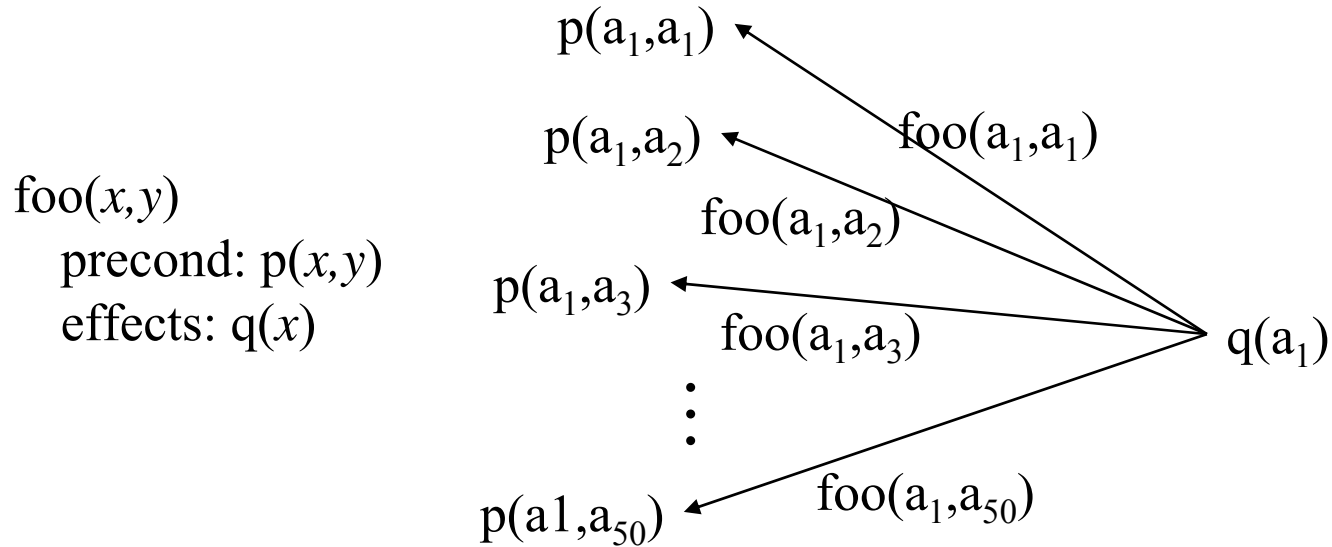 p(a₁,a₁)
foo(a₁,a₁)
p(a₁,a₂)
foo(x,y)
foo(a₁,a₂)
precond: p(x,y)
p(a₁,a₃)
effects: q(x)
foo(a₁,a₃)
q(a₁)
⋮
foo(a₁,a₅₀)
p(a1,a₅₀)